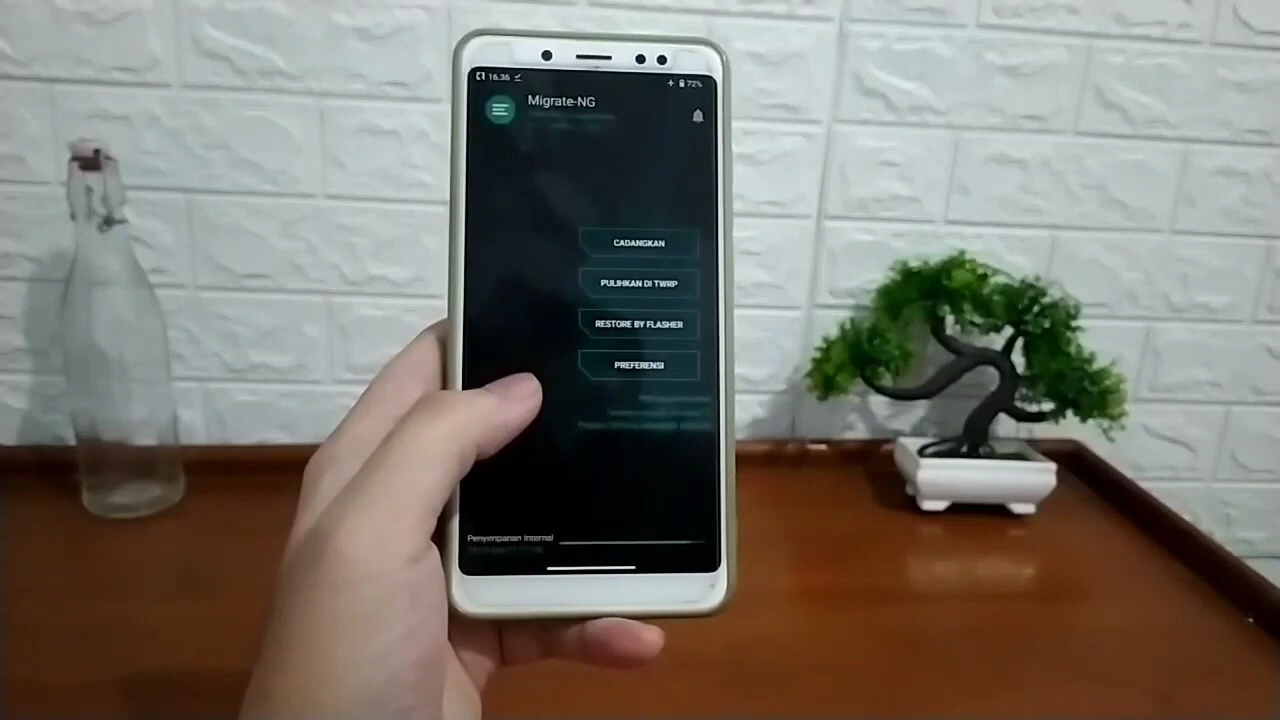 16.36
72%
Migrate-NG
CADANGKAN
PULIHKAN DI TWRP
RESTORE BY FLASHER
PREFERENSI
Penyimpanan Internal